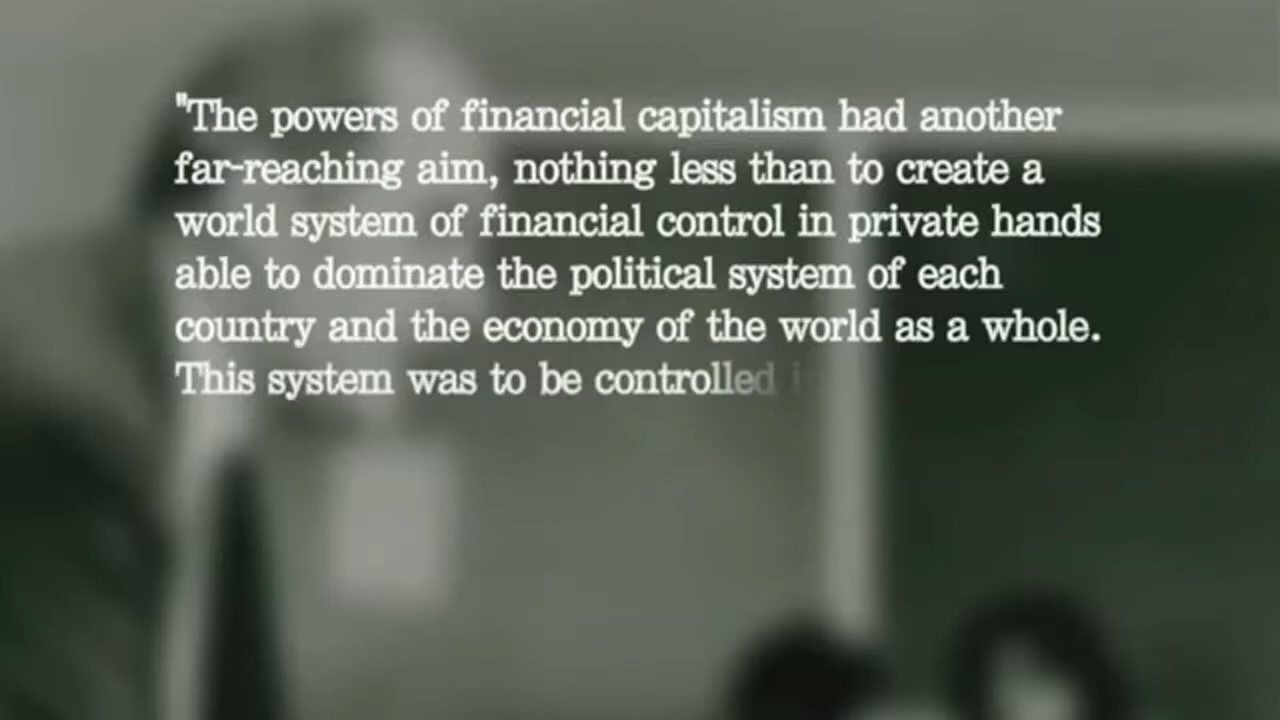 "The powers of financial capitalism had another
far-reaching aim, nothing less than to create a
world system of financial control in private hands
able to dominate the political system of each
country and the economy of the world as a whole.
This system was to be controlled